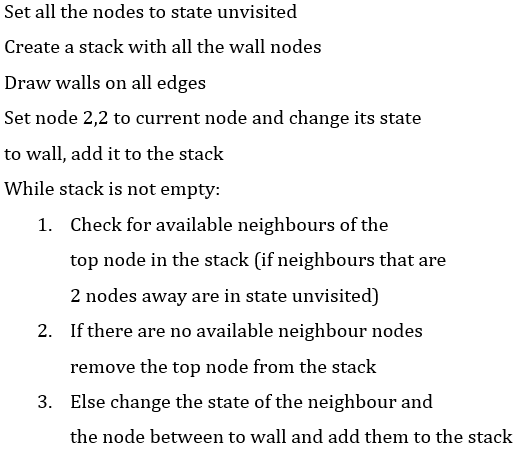 Set all the nodes to state unvisited
Create a stack with all the wall nodes
Draw walls on all edges
Set node 2,2 to current node and change its state
to wall, add it to the stack
While stack is not empty:
1. Check for available neighbours of the
top node in the stack (if neighbours that are
2 nodes away are in state unvisited)
2. If there are no available neighbour nodes
remove the top node from the stack
3. Else change the state of the neighbour and
the node between to wall and add them to the stack